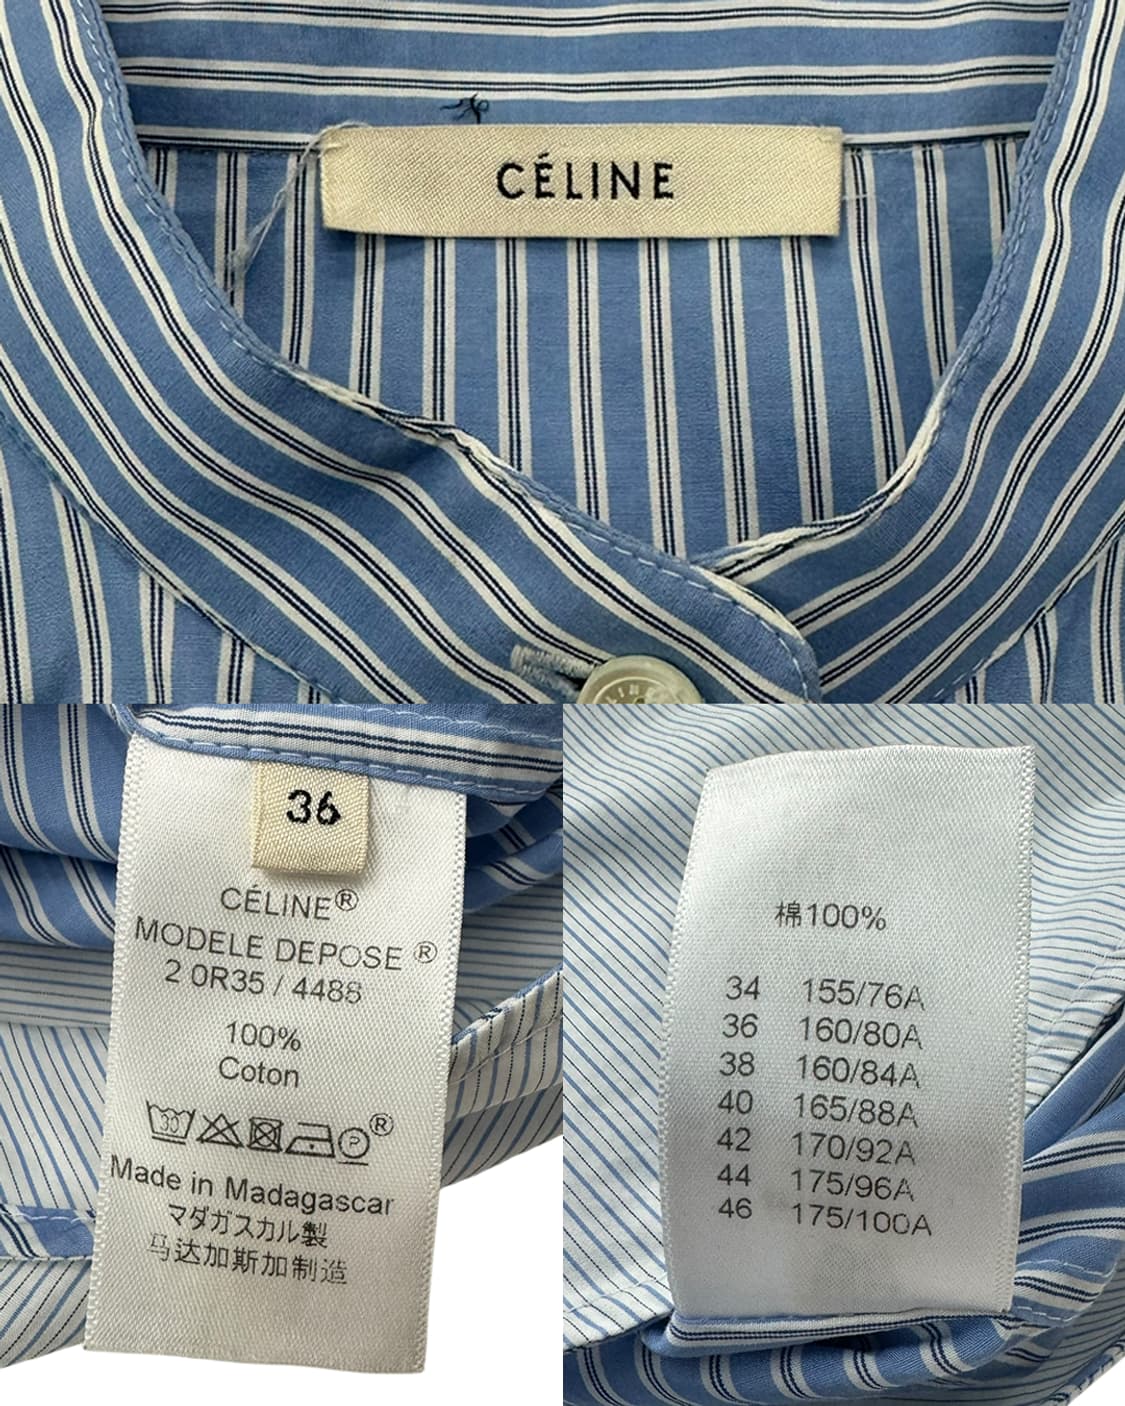 CÉLINE
36
CÉLINE®
MODELE DEPOSE ®
2 0R35 / 4488
100%
Coton
30 P ®
Made in Madagascar
マダガスカル製
马达加斯加制造
棉100%
34 155/76A
36 160/80A
38 160/84A
40 165/88A
42 170/92A
44 175/96A
46 175/100A